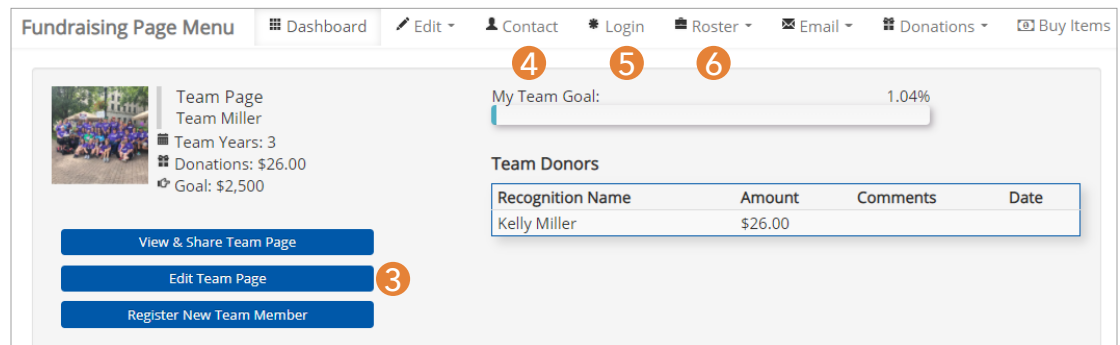 Fundraising Page Menu Dashboard Edit Contact Login Roster Email Donations Buy Items
4 5 6
Team Page
Team Miller
Team Years: 3
Donations: $26.00
Goal: $2,500
View & Share Team Page
Edit Team Page 3
Register New Team Member
My Team Goal: 1.04%
Team Donors
Recognition Name Amount Comments Date
Kelly Miller $26.00